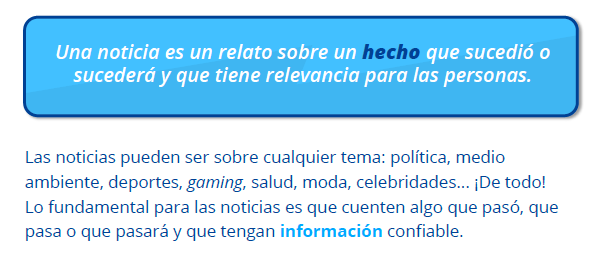 Una noticia es un relato sobre un hecho que sucedió o
sucederá y que tiene relevancia para las personas.
Las noticias pueden ser sobre cualquier tema: política, medio
ambiente, deportes, gaming, salud, moda, celebridades... ¡De todo!
Lo fundamental para las noticias es que cuenten algo que pasó, que
pasa o que pasará y que tengan información confiable.